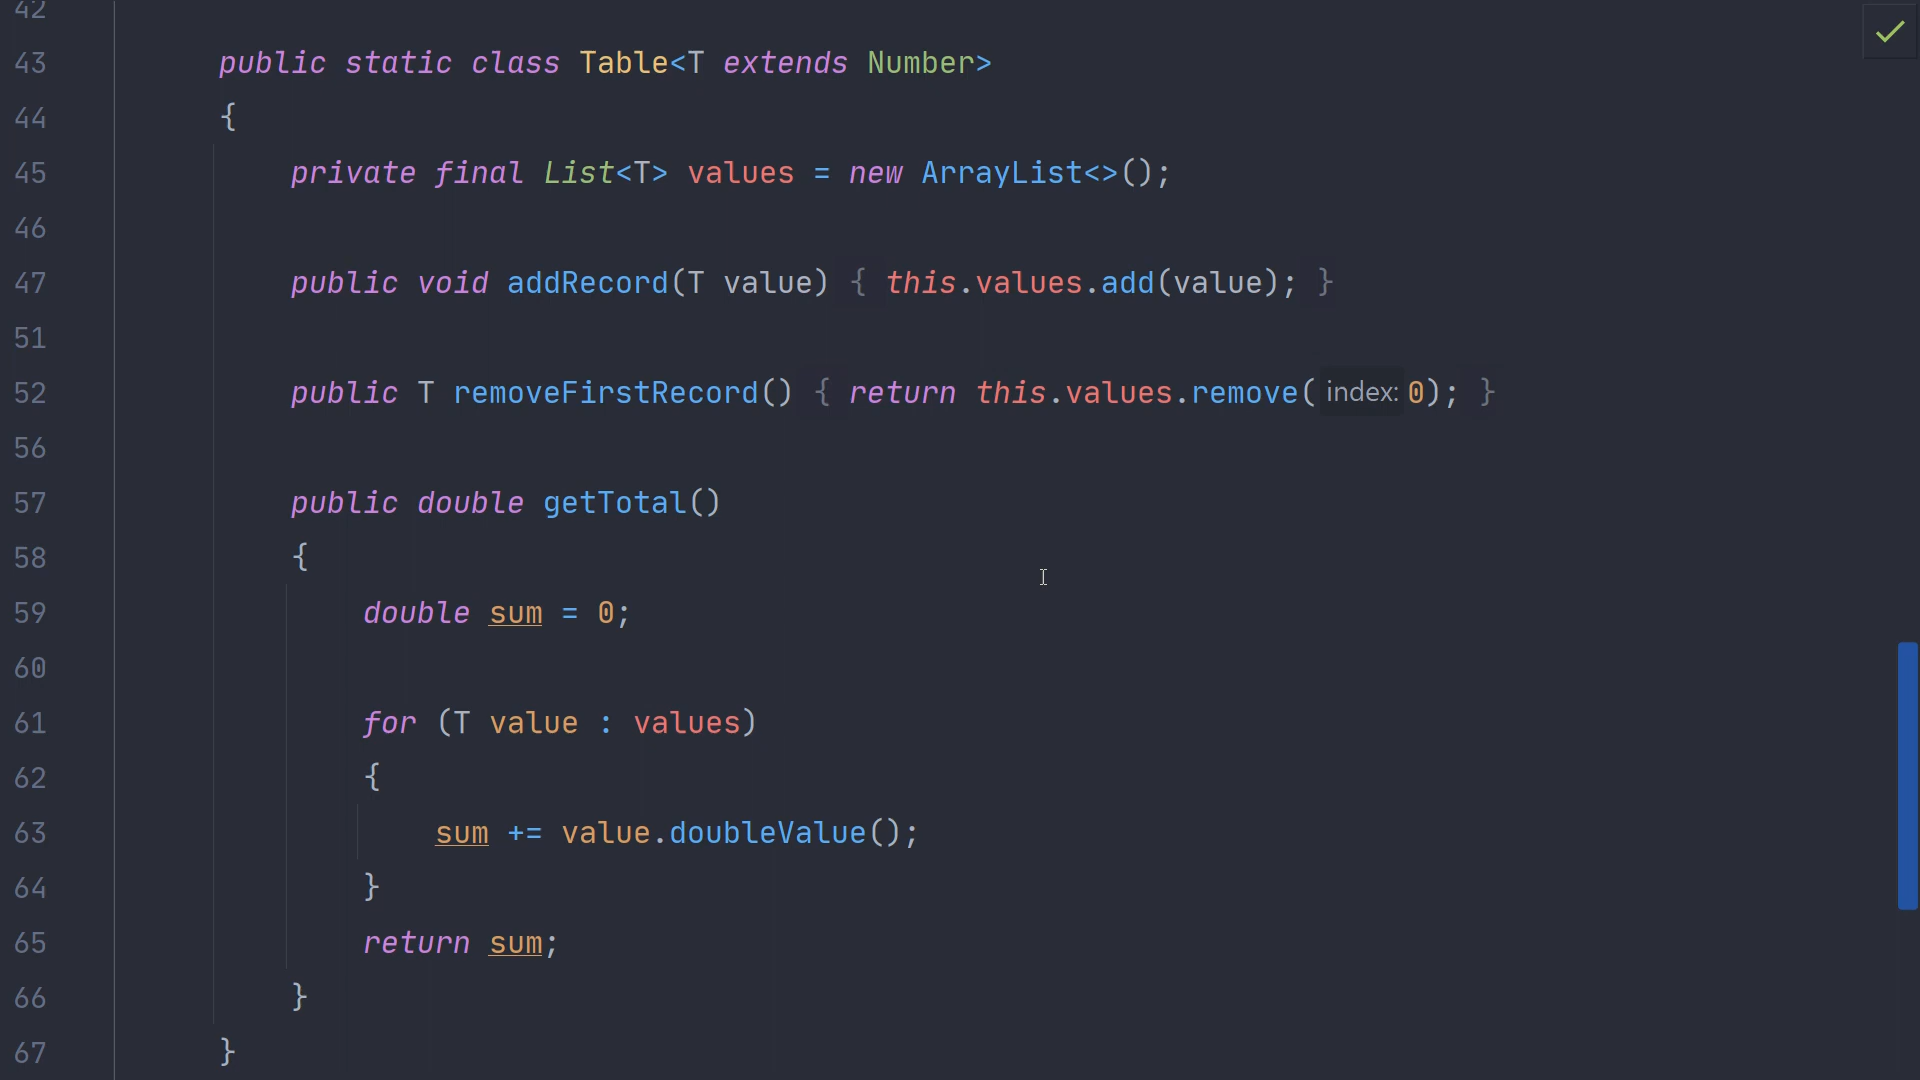 42
43 public static class Table<T extends Number>
44 {
45 private final List<T> values = new ArrayList<>();
46
47 public void addRecord(T value) { this.values.add(value); }
51
52 public T removeFirstRecord() { return this.values.remove( index: 0); }
56
57 public double getTotal()
58 {
59 double sum = 0;
60
61 for (T value : values)
62 {
63 sum += value.doubleValue();
64 }
65 return sum;
66 }
67 }